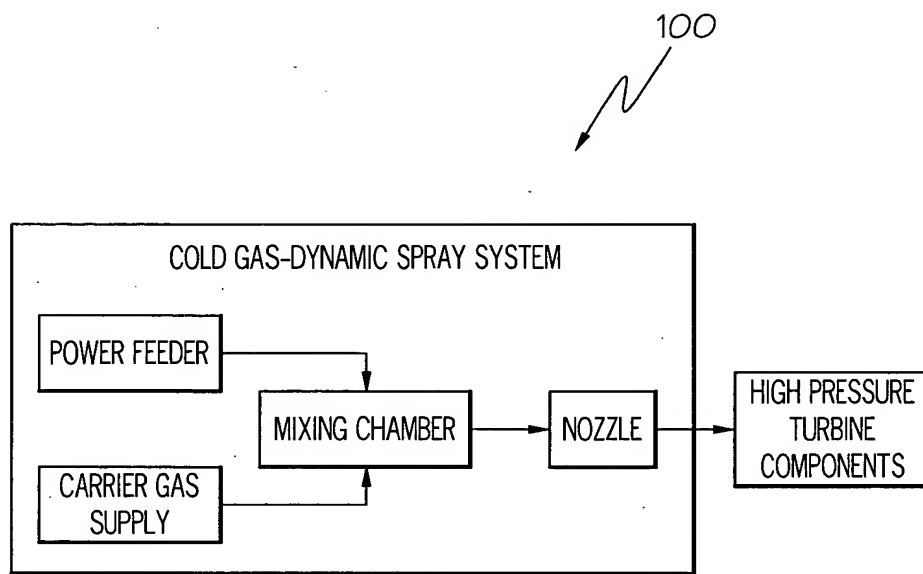 100
COLD GAS-DYNAMIC SPRAY SYSTEM
POWER FEEDER
MIXING CHAMBER
NOZZLE
HIGH PRESSURE
TURBINE
COMPONENTS
CARRIER GAS
SUPPLY